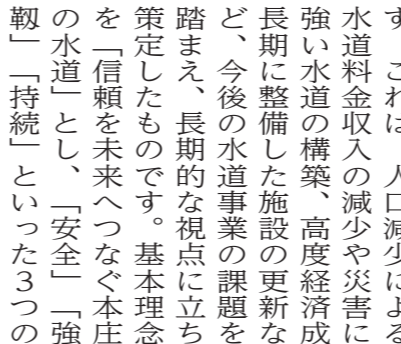 す。これは、人口減少による
水道料金収入の減少や災害に
強い水道の構築、高度経済成
長期に整備した施設の更新な
ど、今後の水道事業の課題を
踏まえ、長期的な視点に立ち
策定したものです。基本理念
を「信頼を未来へつなぐ本庄
の水道」とし、「安全」「強
靱」「持続」といった３つの